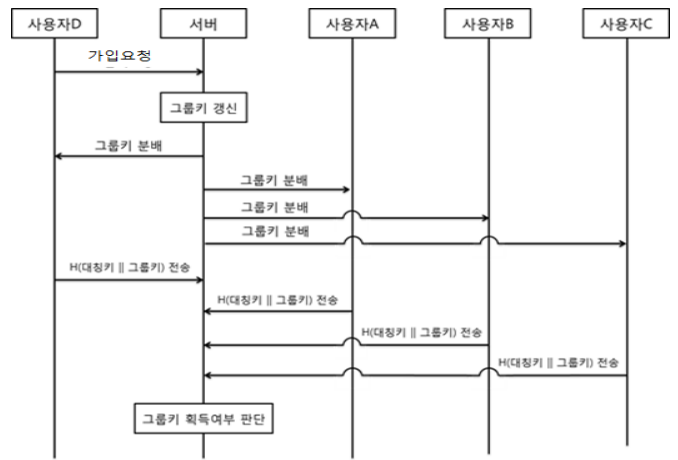 사용자D
서버
사용자A
사용자B
사용자C
가입요청
그룹키 갱신
그룹키 분배
그룹키 분배
그룹키 분배
그룹키 분배
H(대칭키 || 그룹키) 전송
H(대칭키 || 그룹키) 전송
H(대칭키 || 그룹키) 전송
H(대칭키 || 그룹키) 전송
그룹키 획득여부 판단